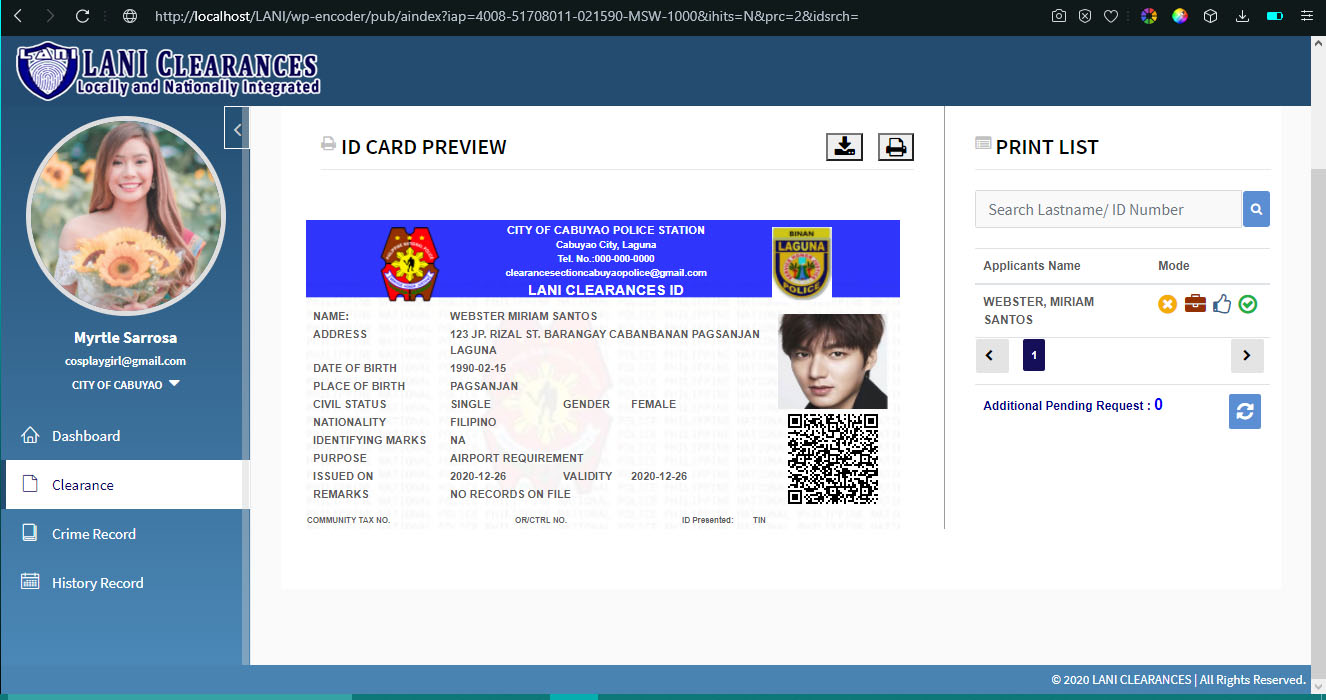 http://localhost/LANI/wp-encoder/pub/aindex?iap=4008-51708011-021590-MSW-1000&ihits=N&prc=2&idsrch=
LANI CLEARANCES
Locally and Nationally Integrated
Myrtle Sarrosa
cosplaygirl@gmail.com
CITY OF CABUYAO
Dashboard
Clearance
Crime Record
History Record
ID CARD PREVIEW
CITY OF CABUYAO POLICE STATION
Cabuyao City, Laguna
Tel. No.:000-000-0000
clearancesectioncabuyaopolice@gmail.com
LANI CLEARANCES ID
BINAN
LAGUNA
POLICE
NAME: WEBSTER MIRIAM SANTOS
ADDRESS 123 JP. RIZAL ST. BARANGAY CABANBANAN PAGSANJAN
LAGUNA
DATE OF BIRTH 1990-02-15
PLACE OF BIRTH PAGSANJAN
CIVIL STATUS SINGLE GENDER FEMALE
NATIONALITY FILIPINO
IDENTIFYING MARKS NA
PURPOSE AIRPORT REQUIREMENT
ISSUED ON 2020-12-26 VALIDITY 2020-12-26
REMARKS NO RECORDS ON FILE
COMMUNITY TAX NO. OR/CTRL NO. ID Presented: TIN
PRINT LIST
Search Lastname/ ID Number
Applicants Name Mode
WEBSTER, MIRIAM
SANTOS
1
Additional Pending Request : 0
© 2020 LANI CLEARANCES | All Rights Reserved.